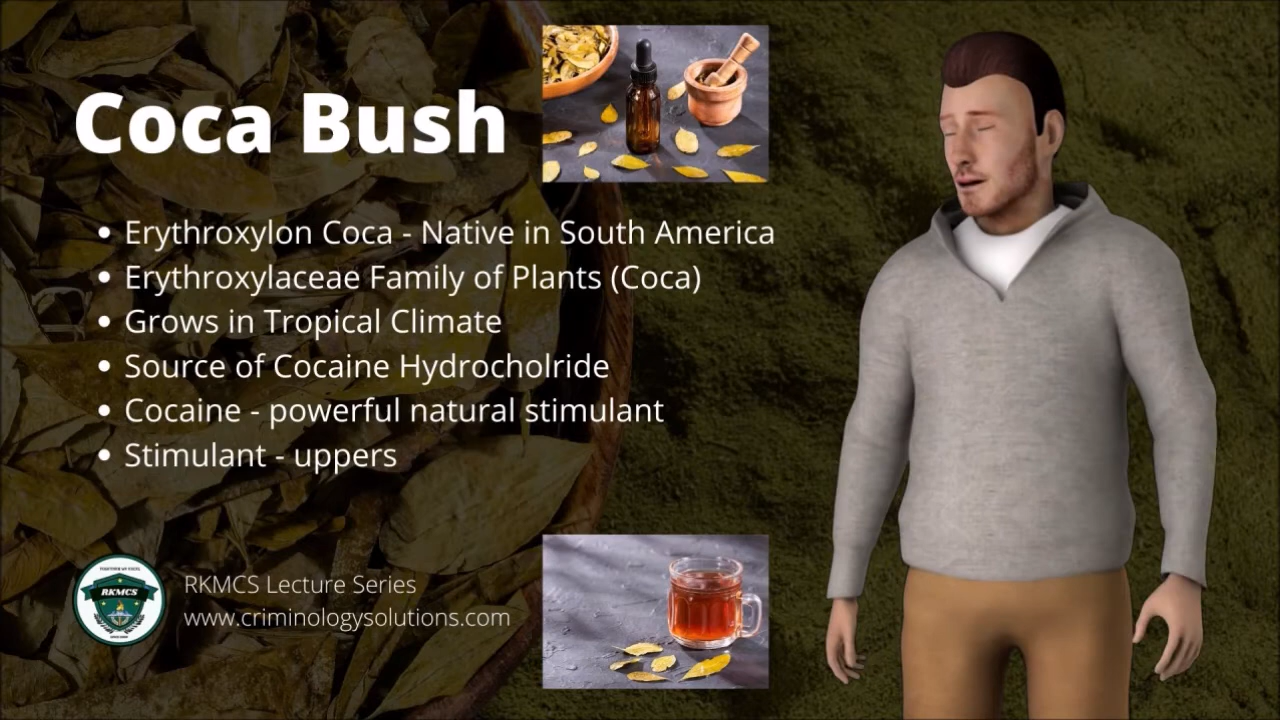 Coca Bush
Erythroxylon Coca - Native in South America
Erythroxylaceae Family of Plants (Coca)
Grows in Tropical Climate
Source of Cocaine Hydrocholride
Cocaine - powerful natural stimulant
Stimulant - uppers
RKMCS
RKMCS Lecture Series
www.criminologysolutions.com